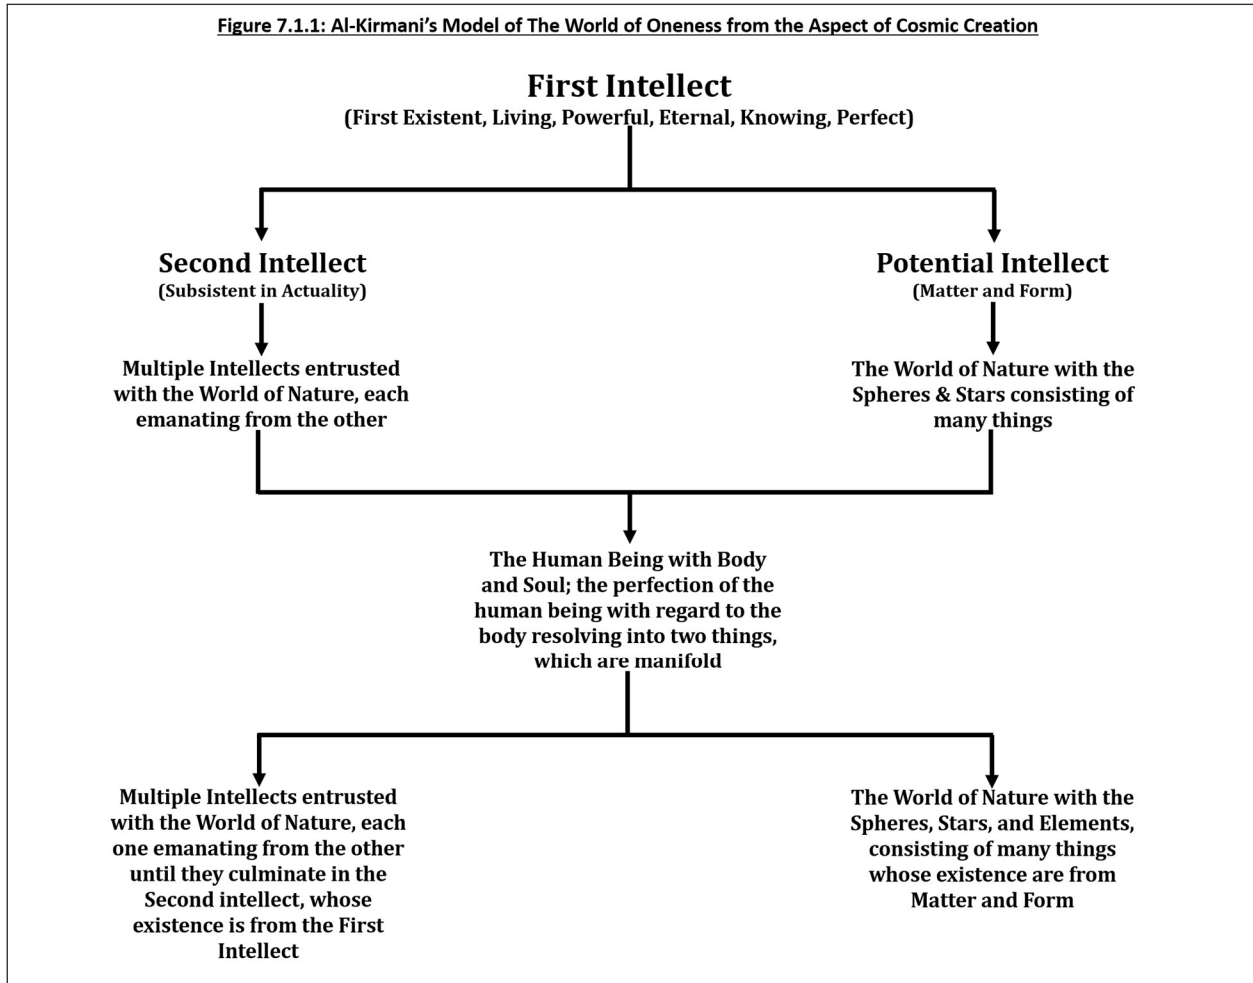 Figure 7.1.1: Al-Kirmani’s Model of The World of Oneness from the Aspect of Cosmic Creation
First Intellect
(First Existent, Living, Powerful, Eternal, Knowing, Perfect)
Second Intellect
(Subsistent in Actuality)
Potential Intellect
(Matter and Form)
Multiple Intellects entrusted
with the World of Nature, each
emanating from the other
The World of Nature with the
Spheres & Stars consisting of
many things
The Human Being with Body
and Soul; the perfection of the
human being with regard to the
body resolving into two things,
which are manifold
Multiple Intellects entrusted
with the World of Nature, each
one emanating from the other
until they culminate in the
Second intellect, whose
existence is from the First
Intellect
The World of Nature with the
Spheres, Stars, and Elements,
consisting of many things
whose existence are from
Matter and Form